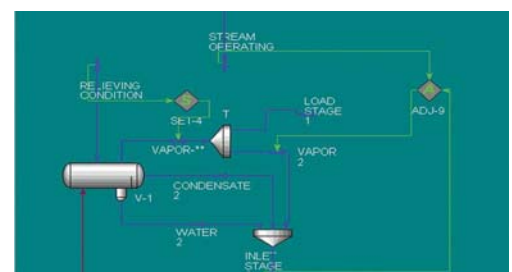 STREAM
OPERATING
RELIEVING
CONDITION
S
A
SET-4
T
LOAD
STAGE
1
ADJ-9
VAPOR-**
VAPOR
2
V-1
CONDENSATE
2
WATER
2
INLET
STAGE